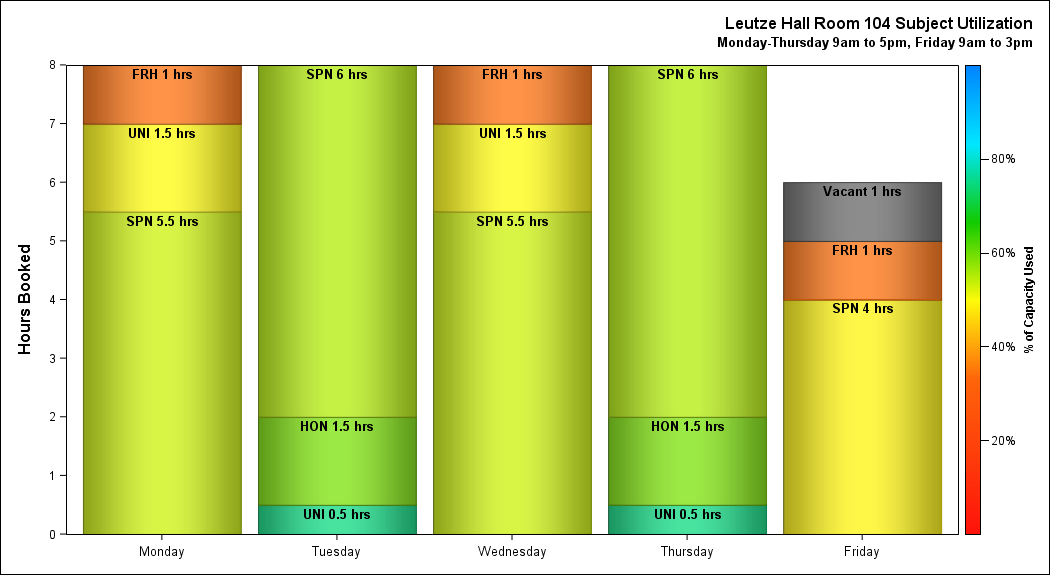 Leutze Hall Room 104 Subject Utilization
Monday-Thursday 9am to 5pm, Friday 9am to 3pm
Hours Booked
8
7
6
5
4
3
2
1
0
FRH 1 hrs
UNI 1.5 hrs
SPN 5.5 hrs
SPN 6 hrs
HON 1.5 hrs
UNI 0.5 hrs
FRH 1 hrs
UNI 1.5 hrs
SPN 5.5 hrs
SPN 6 hrs
HON 1.5 hrs
UNI 0.5 hrs
Vacant 1 hrs
FRH 1 hrs
SPN 4 hrs
Monday
Tuesday
Wednesday
Thursday
Friday
80%
60%
40%
20%
% of Capacity Used